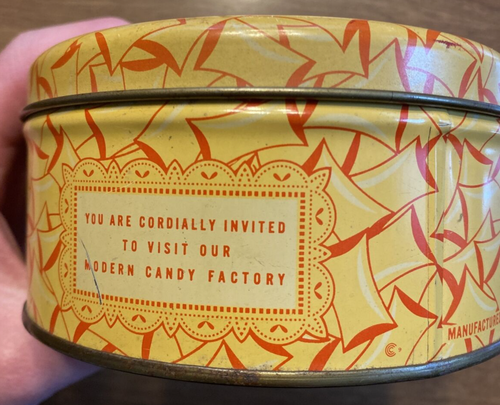 YOU ARE CORDIALLY INVITED
TO VISIT OUR
MODERN CANDY FACTORY
MANUFACTURE